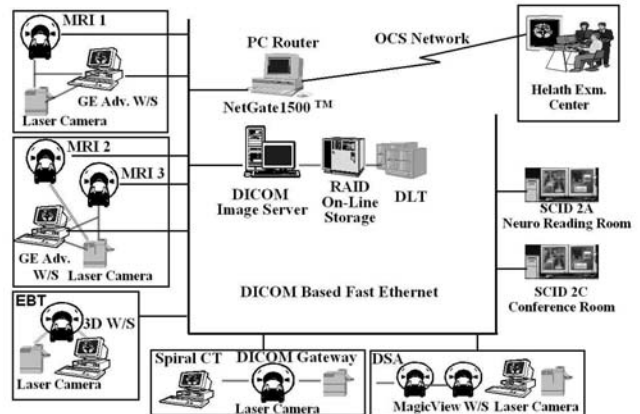 MRI 1
GE Adv. W/S
Laser Camera
PC Router
NetGate1500 ™
OCS Network
Helath Exm.
Center
MRI 2
MRI 3
GE Adv.
W/S
Laser Camera
DICOM
Image Server
RAID
On-Line
Storage
DLT
SCID 2A
Neuro Reading Room
SCID 2C
Conference Room
DICOM Based Fast Ethernet
EBT
3D W/S
Laser Camera
Spiral CT
DICOM Gateway
Laser Camera
DSA
MagicView W/S
Laser Camera